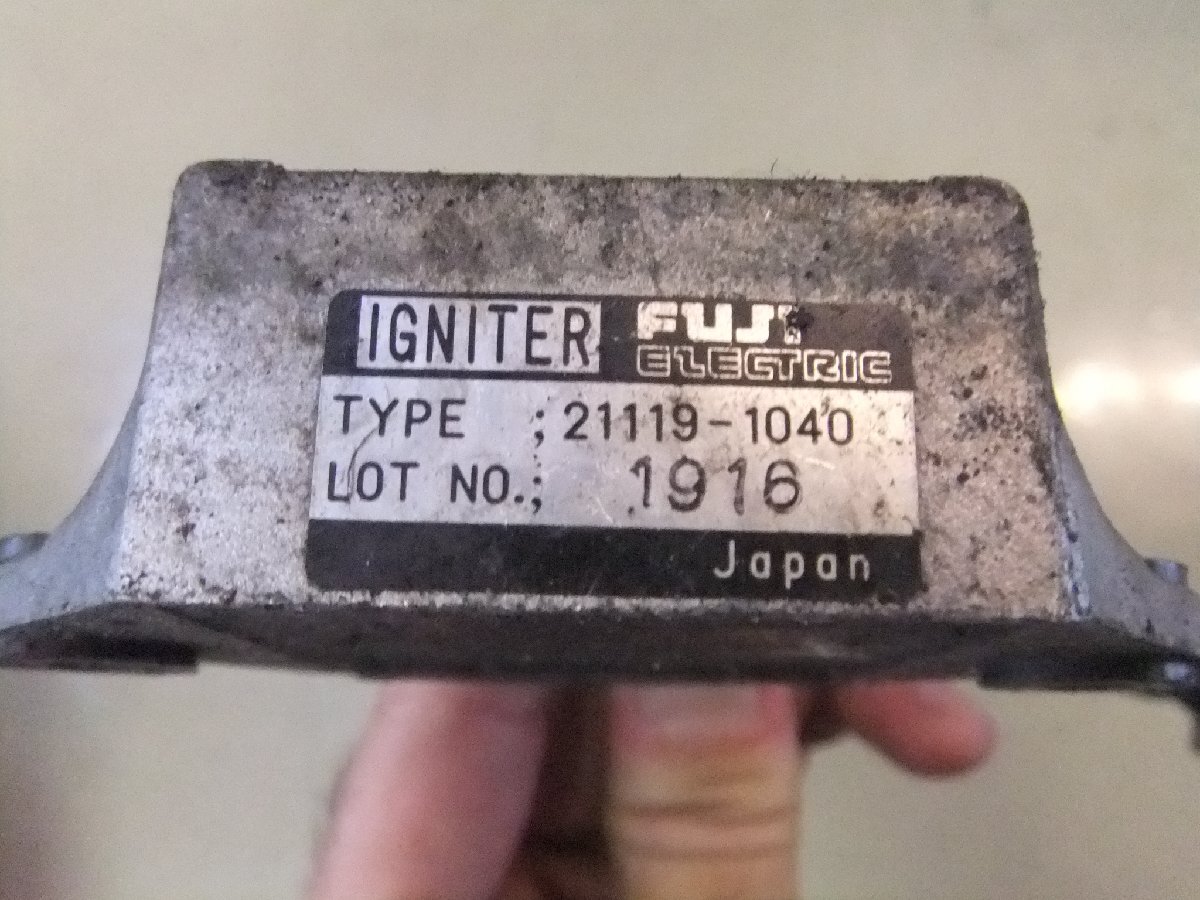 IGNITER FUJI
ELECTRIC
TYPE ; 21119-1040
LOT NO.; 1916
Japan